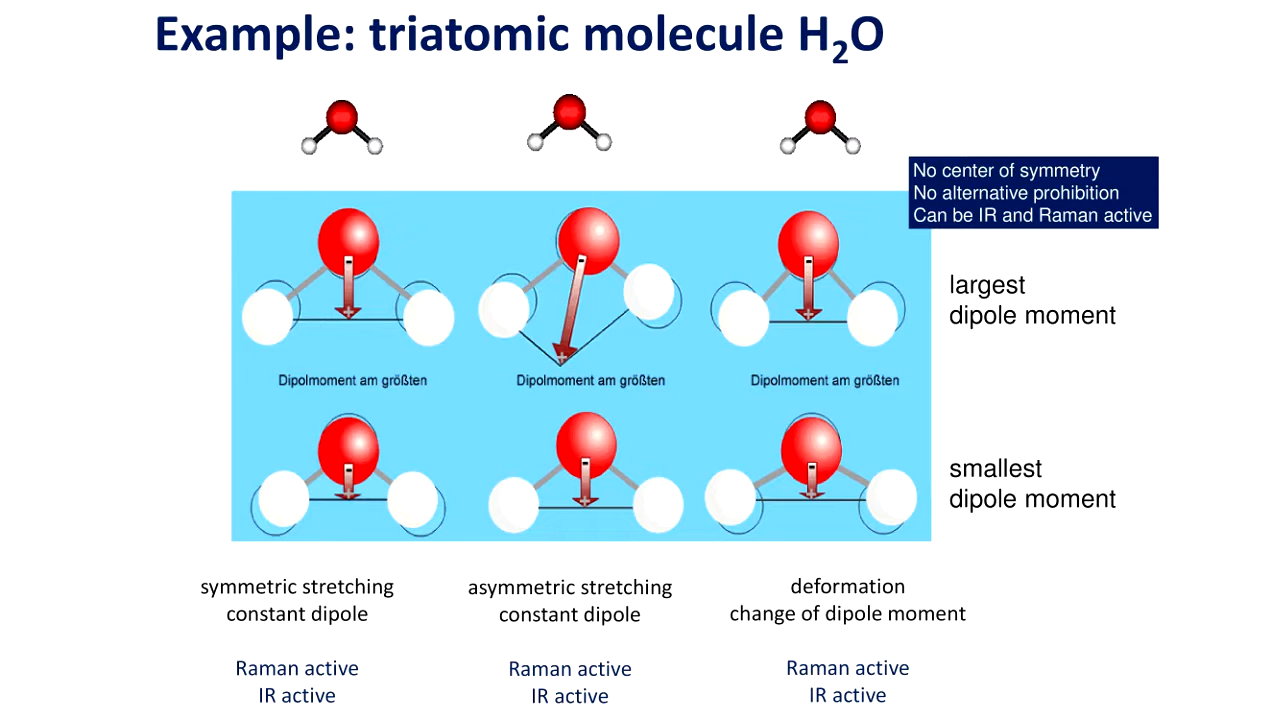 Example: triatomic molecule H₂O
No center of symmetry
No alternative prohibition
Can be IR and Raman active
largest
dipole moment
Dipolmoment am größten
Dipolmoment am größten
Dipolmoment am größten
smallest
dipole moment
symmetric stretching
constant dipole
asymmetric stretching
constant dipole
deformation
change of dipole moment
Raman active
IR active
Raman active
IR active
Raman active
IR active